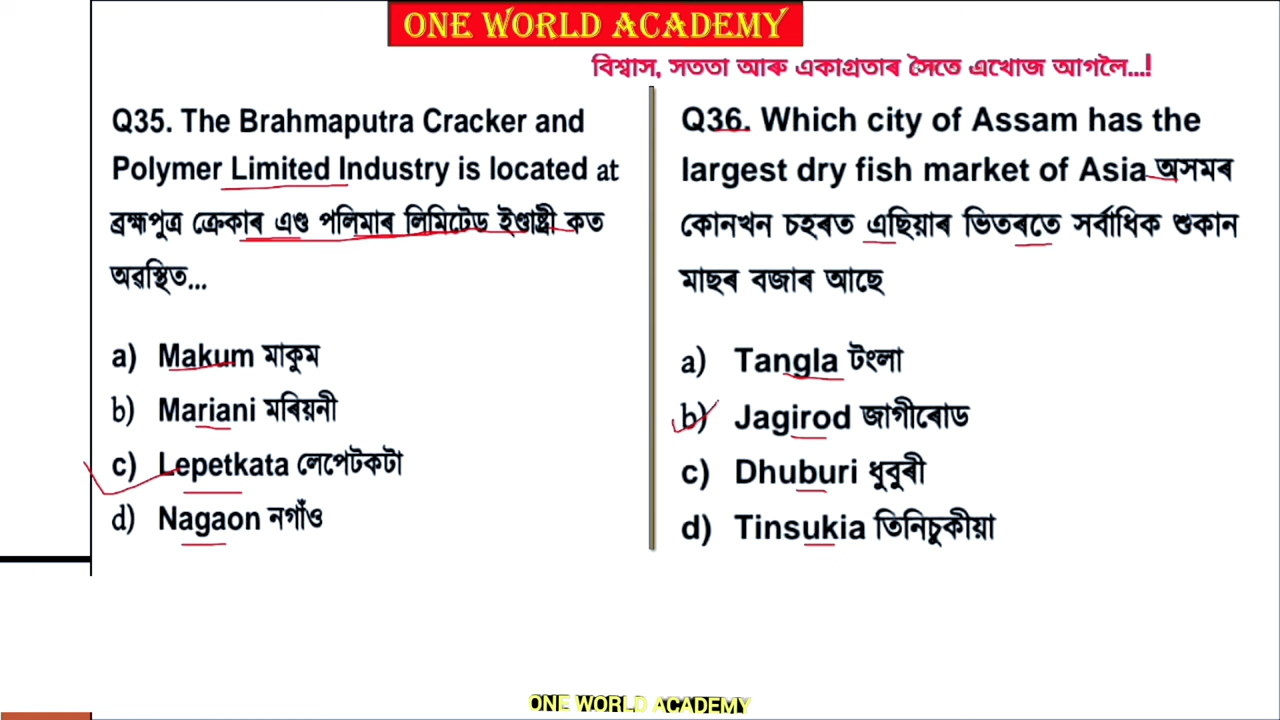 ONE WORLD ACADEMY
বিশ্বাস, সততা আৰু একাগ্ৰতাৰ সৈতে এখোজ আগলৈ...!
Q35. The Brahmaputra Cracker and
Polymer Limited Industry is located at
ব্ৰহ্মপুত্ৰ ক্ৰেকাৰ এণ্ড পলিমাৰ লিমিটেড ইণ্ডাষ্ট্ৰী কত
অৱস্থিত...
a) Makum মাকুম
b) Mariani মৰিয়নী
c) Lepetkata লেপেটকটা
d) Nagaon নগাঁও
Q36. Which city of Assam has the
largest dry fish market of Asia অসমৰ
কোনখন চহৰত এছিয়াৰ ভিতৰতে সৰ্বাধিক শুকান
মাছৰ বজাৰ আছে
a) Tangla টংলা
b) Jagirod জাগীৰোড
c) Dhuburi ধুবুৰী
d) Tinsukia তিনিচুকীয়া
ONE WORLD ACADEMY